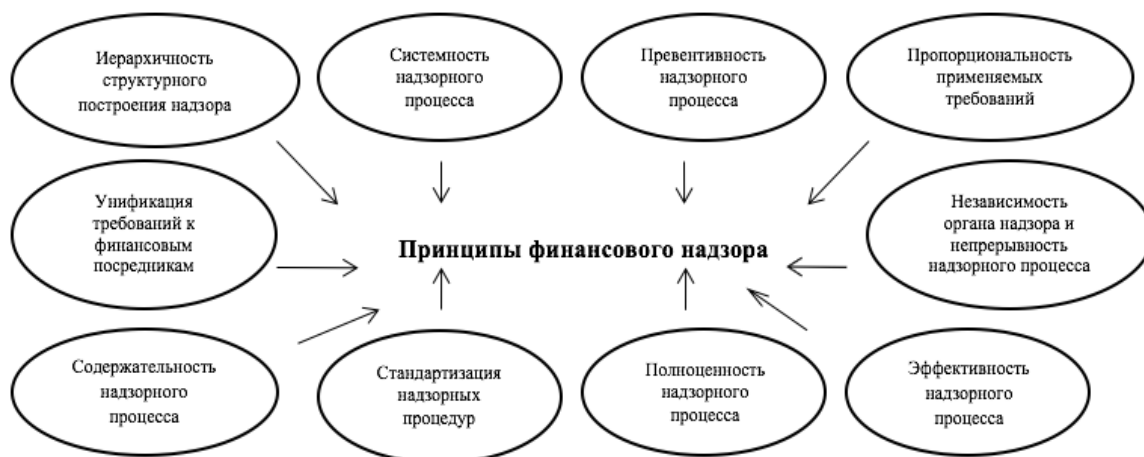 Иерархичность
структурного
построения надзора
Системность
надзорного
процесса
Превентивность
надзорного
процесса
Пропорциональность
применяемых
требований
Унификация
требований к
финансовым
посредникам
Принципы финансового надзора
Независимость
органа надзора и
непрерывность
надзорного процесса
Содержательность
надзорного
процесса
Стандартизация
надзорных
процедур
Полноценность
надзорного
процесса
Эффективность
надзорного
процесса